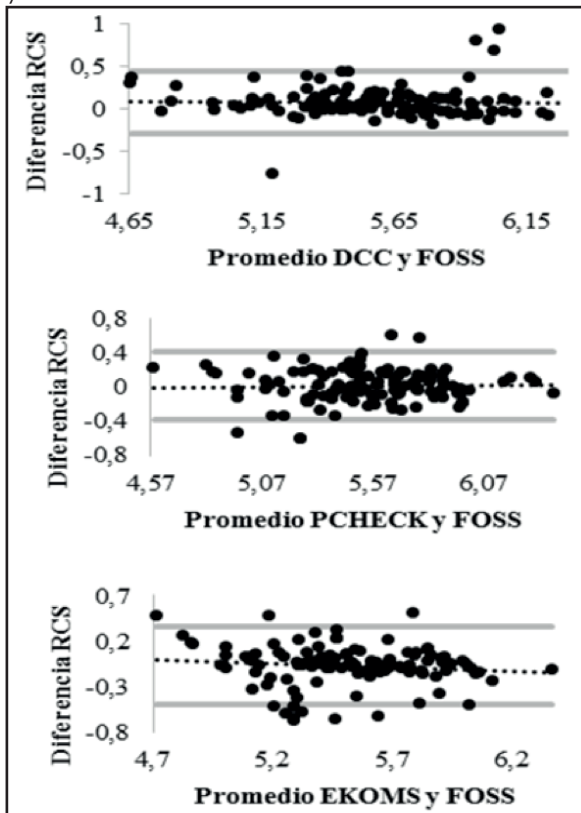 )
Diferencia RCS
1
0,5
0
-0,5
-1
4,65 5,15 5,65 6,15
Promedio DCC y FOSS
Diferencia RCS
0,8
0,4
0
-0,4
-0,8
4,57 5,07 5,57 6,07
Promedio PCHECK y FOSS
Diferencia RCS
0,7
0,2
-0,3
-0,8
4,7 5,2 5,7 6,2
Promedio EKOMS y FOSS